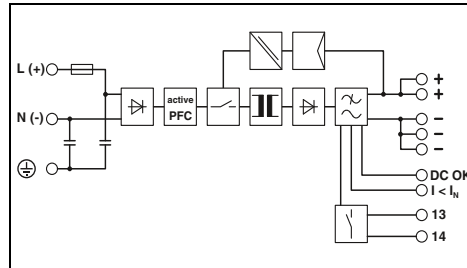 L (+)
active
PFC
N (-)
+
+
−
−
−
DC OK
I < IN
13
14